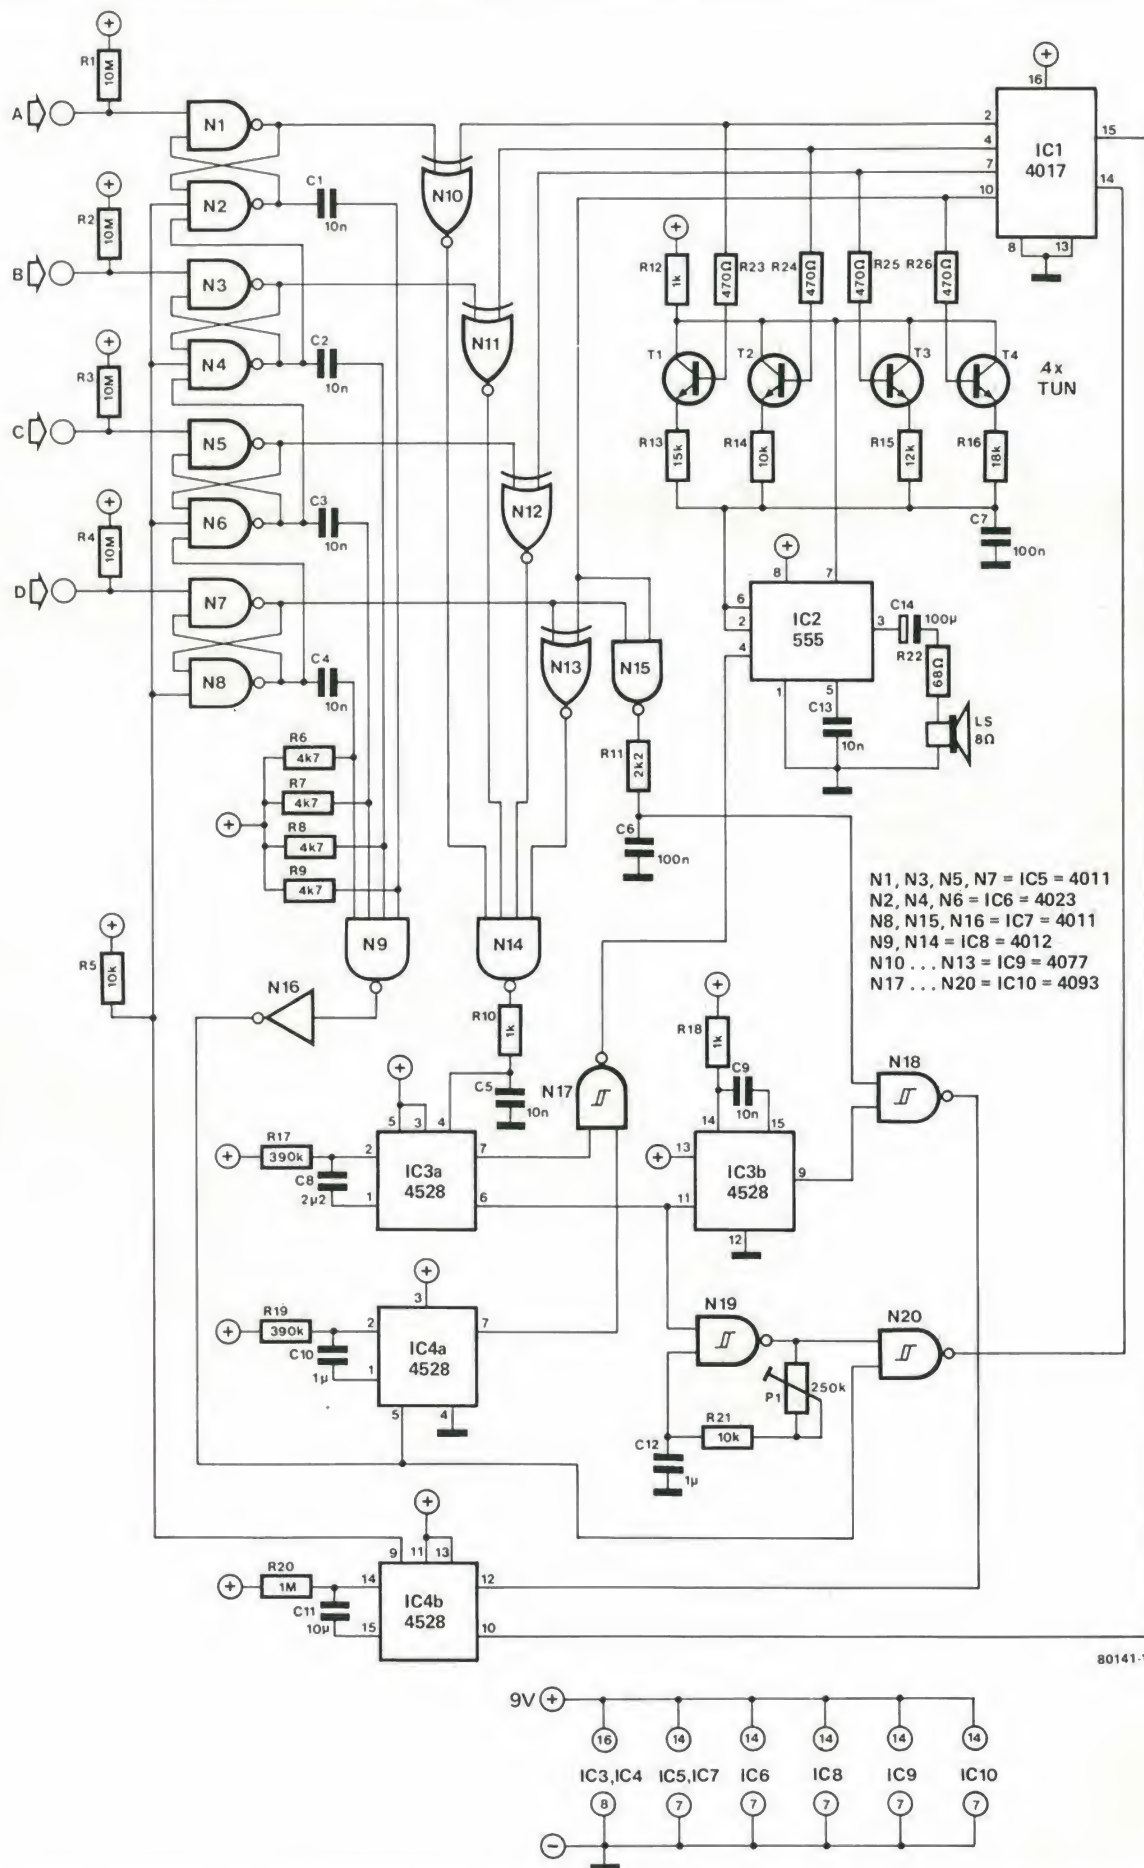 R1
10M
A
N1
R2
10M
N2
C1
10n
B
N3
R3
10M
N4
C2
10n
C
N5
R4
10M
N6
C3
10n
D
N7
N8
C4
10n
N10
N11
N12
N13
N15
16
IC1
4017
2
4
7
10
15
14
8
13
R12
1k
R23
470Ω
R24
470Ω
R25
470Ω
R26
470Ω
T1
T2
T3
T4
4x
TUN
R13
15k
R14
10k
R15
12k
R16
18k
C7
100n
8
7
6
2
4
IC2
555
3
1
5
C14
100µ
R22
68Ω
C13
10n
LS
8Ω
R11
2k2
C6
100n
R6
4k7
R7
4k7
R8
4k7
R9
4k7
N1, N3, N5, N7 = IC5 = 4011
N2, N4, N6 = IC6 = 4023
N8, N15, N16 = IC7 = 4011
N9, N14 = IC8 = 4012
N10 ... N13 = IC9 = 4077
N17 ... N20 = IC10 = 4093
R5
10k
N9
N14
N16
R10
1k
C5
10n
N17
R18
1k
C9
10n
N18
R17
390k
C8
2µ2
5
3
4
2
1
IC3a
4528
7
6
14
15
13
11
IC3b
4528
9
12
R19
390k
C10
1µ
3
2
1
IC4a
4528
7
5
4
N19
N20
P1
250k
R21
10k
C12
1µ
R20
1M
C11
10µ
9
11
13
14
15
IC4b
4528
12
10
80141-1
9V
16
14
14
14
14
14
IC3,IC4
IC5,IC7
IC6
IC8
IC9
IC10
8
7
7
7
7
7